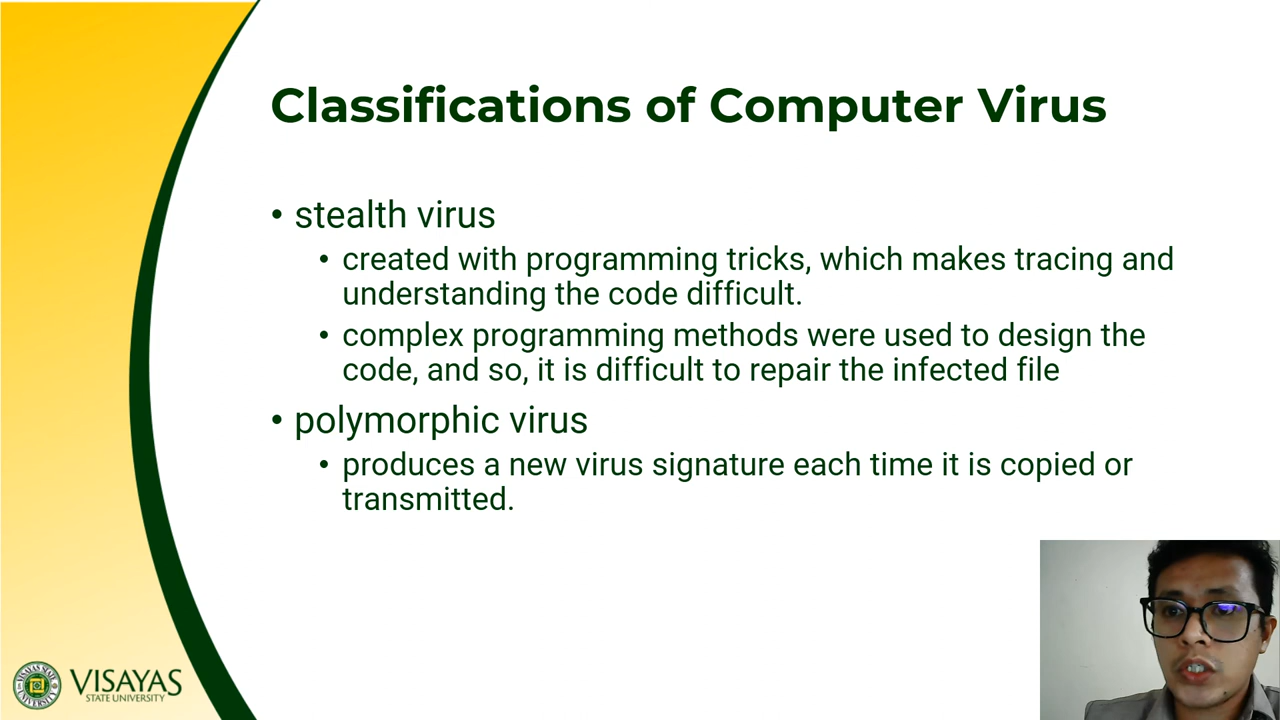 Classifications of Computer Virus
• stealth virus
• created with programming tricks, which makes tracing and
understanding the code difficult.
• complex programming methods were used to design the
code, and so, it is difficult to repair the infected file
• polymorphic virus
• produces a new virus signature each time it is copied or
transmitted.
VISAYAS
STATE UNIVERSITY